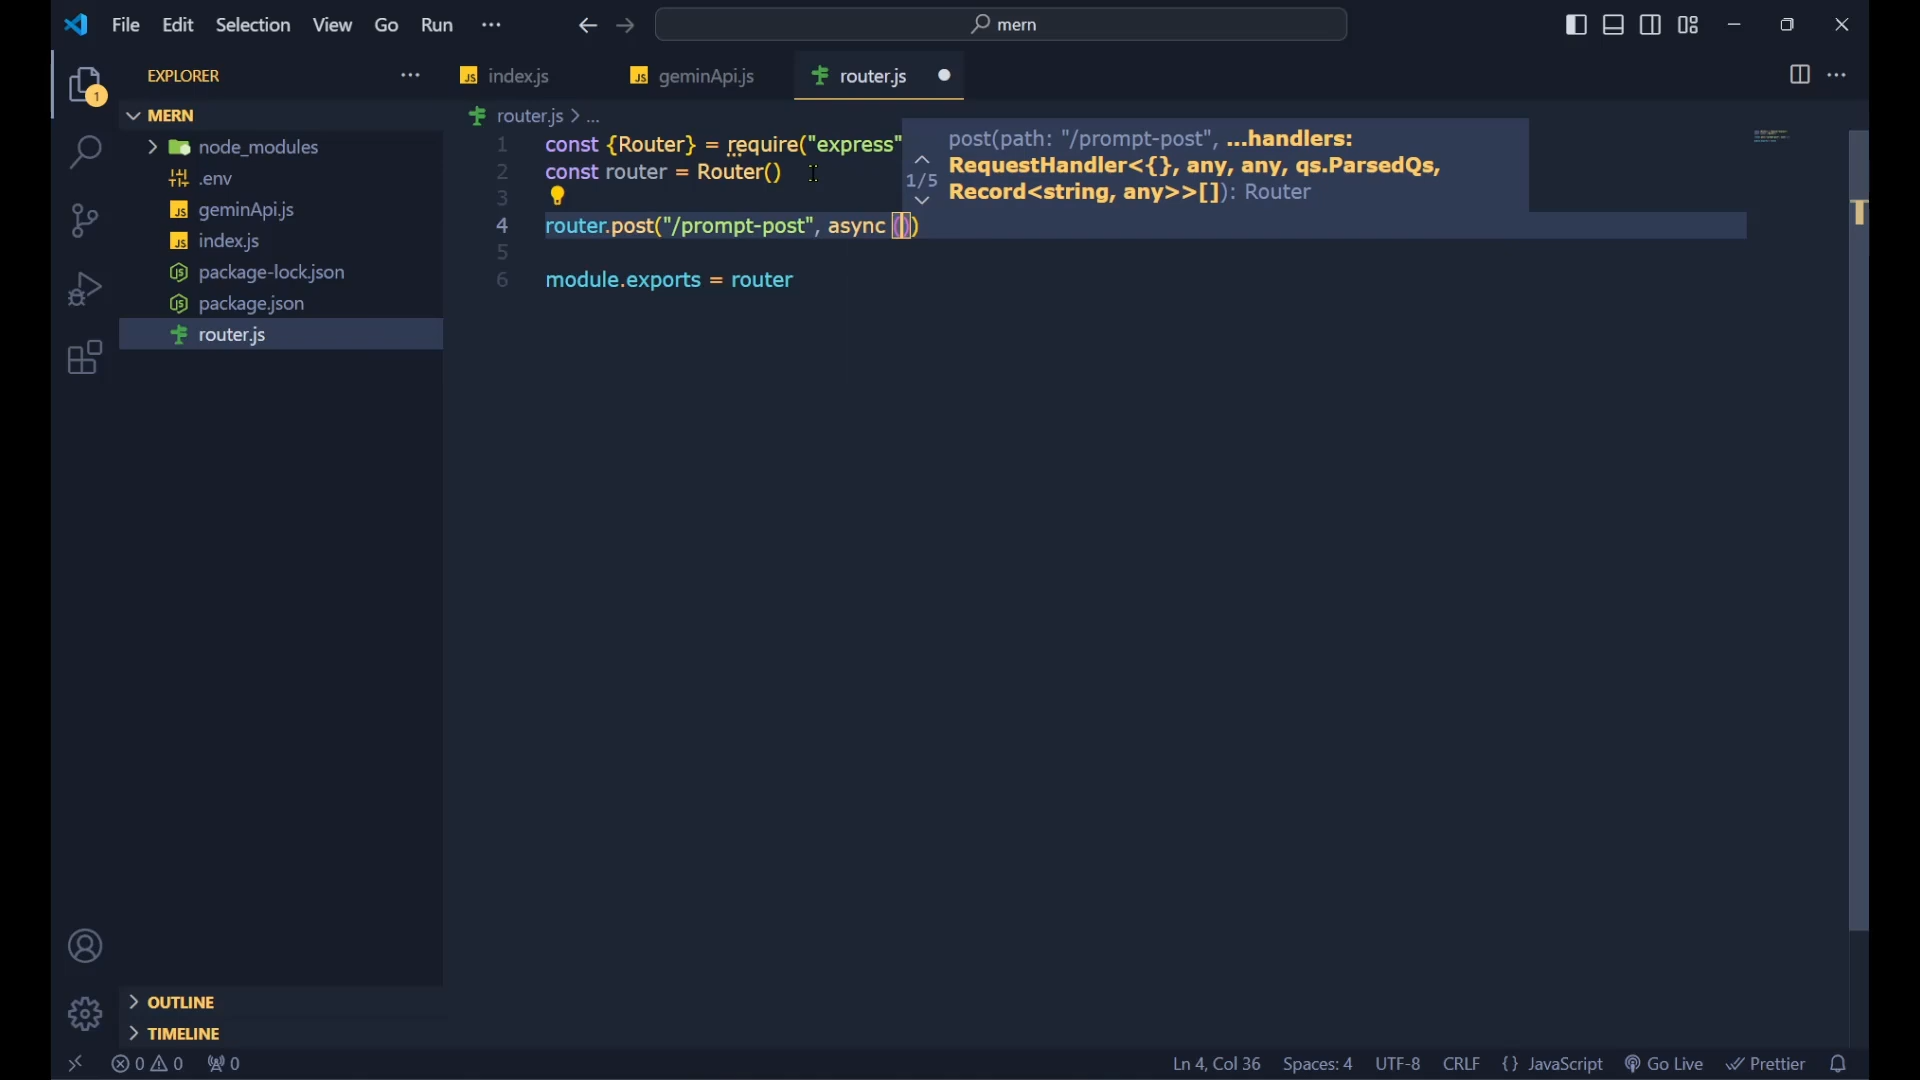 File Edit Selection View Go Run ...
mern
EXPLORER ...
index.js geminApi.js router.js
MERN
node_modules
.env
geminApi.js
index.js
package-lock.json
package.json
router.js
OUTLINE
TIMELINE
router.js > ...
1 const {Router} = require("express"
2 const router = Router()
3
4 router.post("/prompt-post", async ())
5
6 module.exports = router
post(path: "/prompt-post", ...handlers:
1/5 RequestHandler<{}, any, any, qs.ParsedQs,
Record<string, any>>[]): Router
1
0 0 0 Ln 4, Col 36 Spaces: 4 UTF-8 CRLF {} JavaScript Go Live Prettier